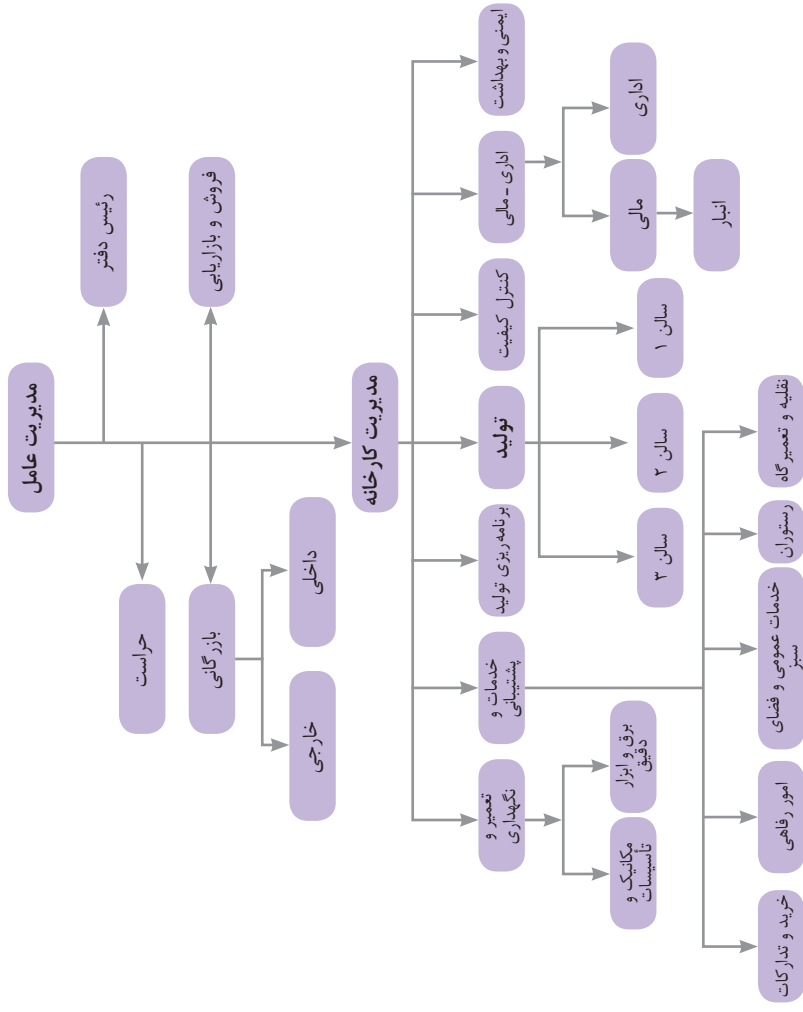 مدیریت عامل
رئیس دفتر
حراست
فروش و بازاریابی
بازرگانی
داخلی
خارجی
مدیریت کارخانه
ایمنی و بهداشت
اداری - مالی
کنترل کیفیت
تولید
برنامه ریزی تولید
خدمات و
پشتیبانی
تعمیر و
نگهداری
اداری
مالی
انبار
سالن ۱
سالن ۲
سالن ۳
برق و ابزار
دقیق
مکانیک و
تأسیسات
نقلیه و تعمیرگاه
رستوران
خدمات عمومی و فضای
سبز
امور رفاهی
خرید و تدارکات